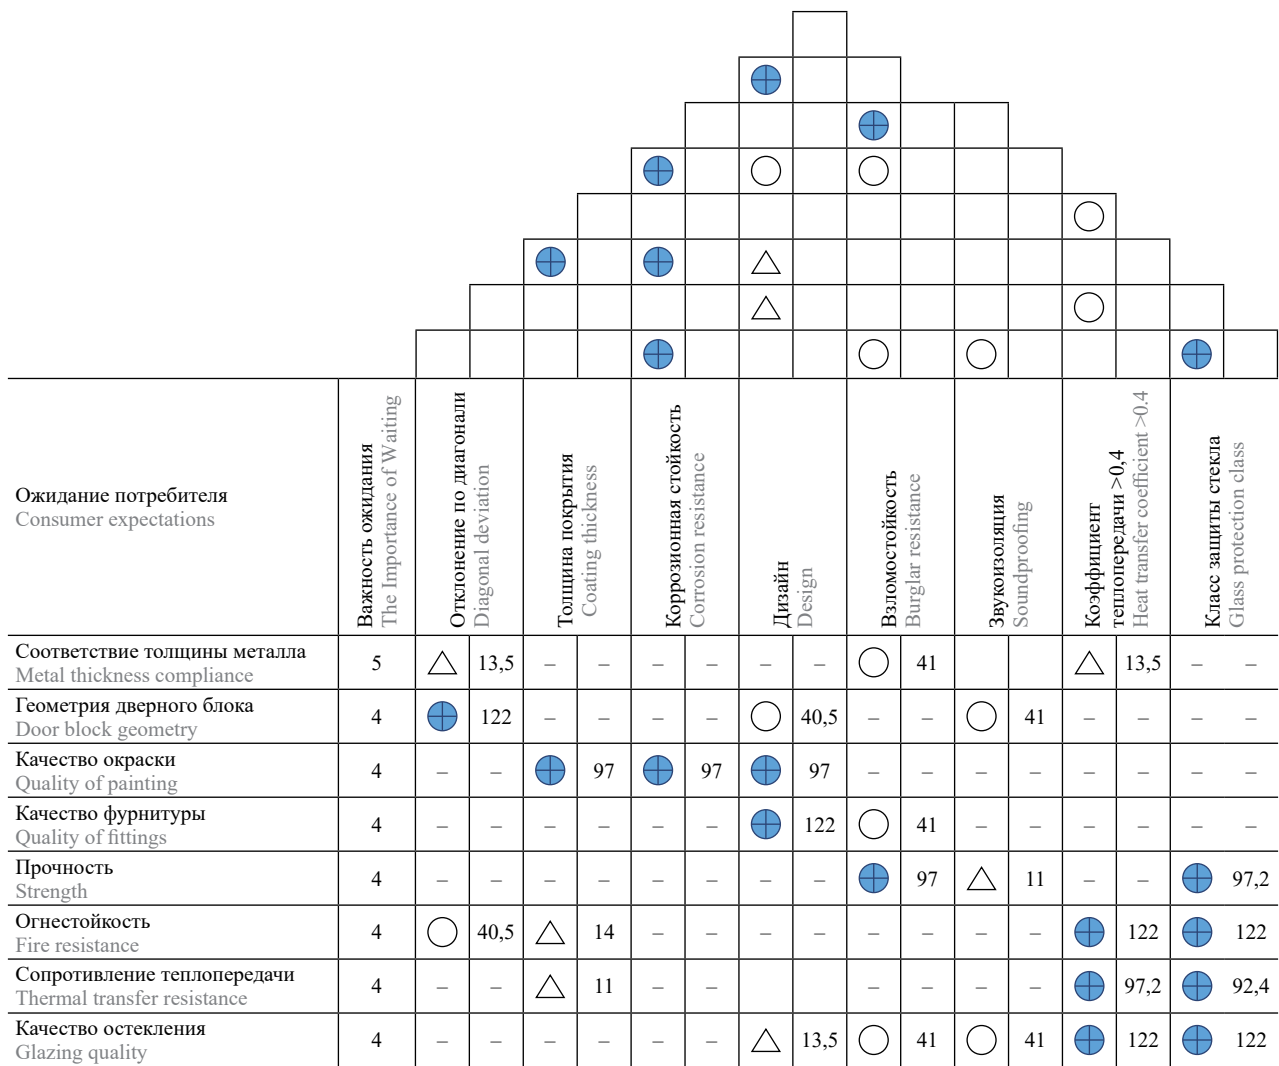 Ожидание потребителя
Consumer expectations
Важность ожидания
The Importance of Waiting
Отклонение по диагонали
Diagonal deviation
Толщина покрытия
Coating thickness
Коррозионная стойкость
Corrosion resistance
Дизайн
Design
Взломостойкость
Burglar resistance
Звукоизоляция
Soundproofing
Коэффициент
теплопередачи >0,4
Heat transfer coefficient >0.4
Класс защиты стекла
Glass protection class
Соответствие толщины металла
Metal thickness compliance
5 13,5 – – – – – – 41 13,5 – –
Геометрия дверного блока
Door block geometry
4 122 – – – – 40,5 – – 41 – – – –
Качество окраски
Quality of painting
4 – – 97 97 97 – – – – – – – –
Качество фурнитуры
Quality of fittings
4 – – – – – – 122 41 – – – – – –
Прочность
Strength
4 – – – – – – – – 97 11 – – 97,2
Огнестойкость
Fire resistance
4 40,5 14 – – – – – – – – 122 122
Сопротивление теплопередачи
Thermal transfer resistance
4 – – 11 – – – – – – 97,2 92,4
Качество остекления
Glazing quality
4 – – – – – – 13,5 41 41 122 122